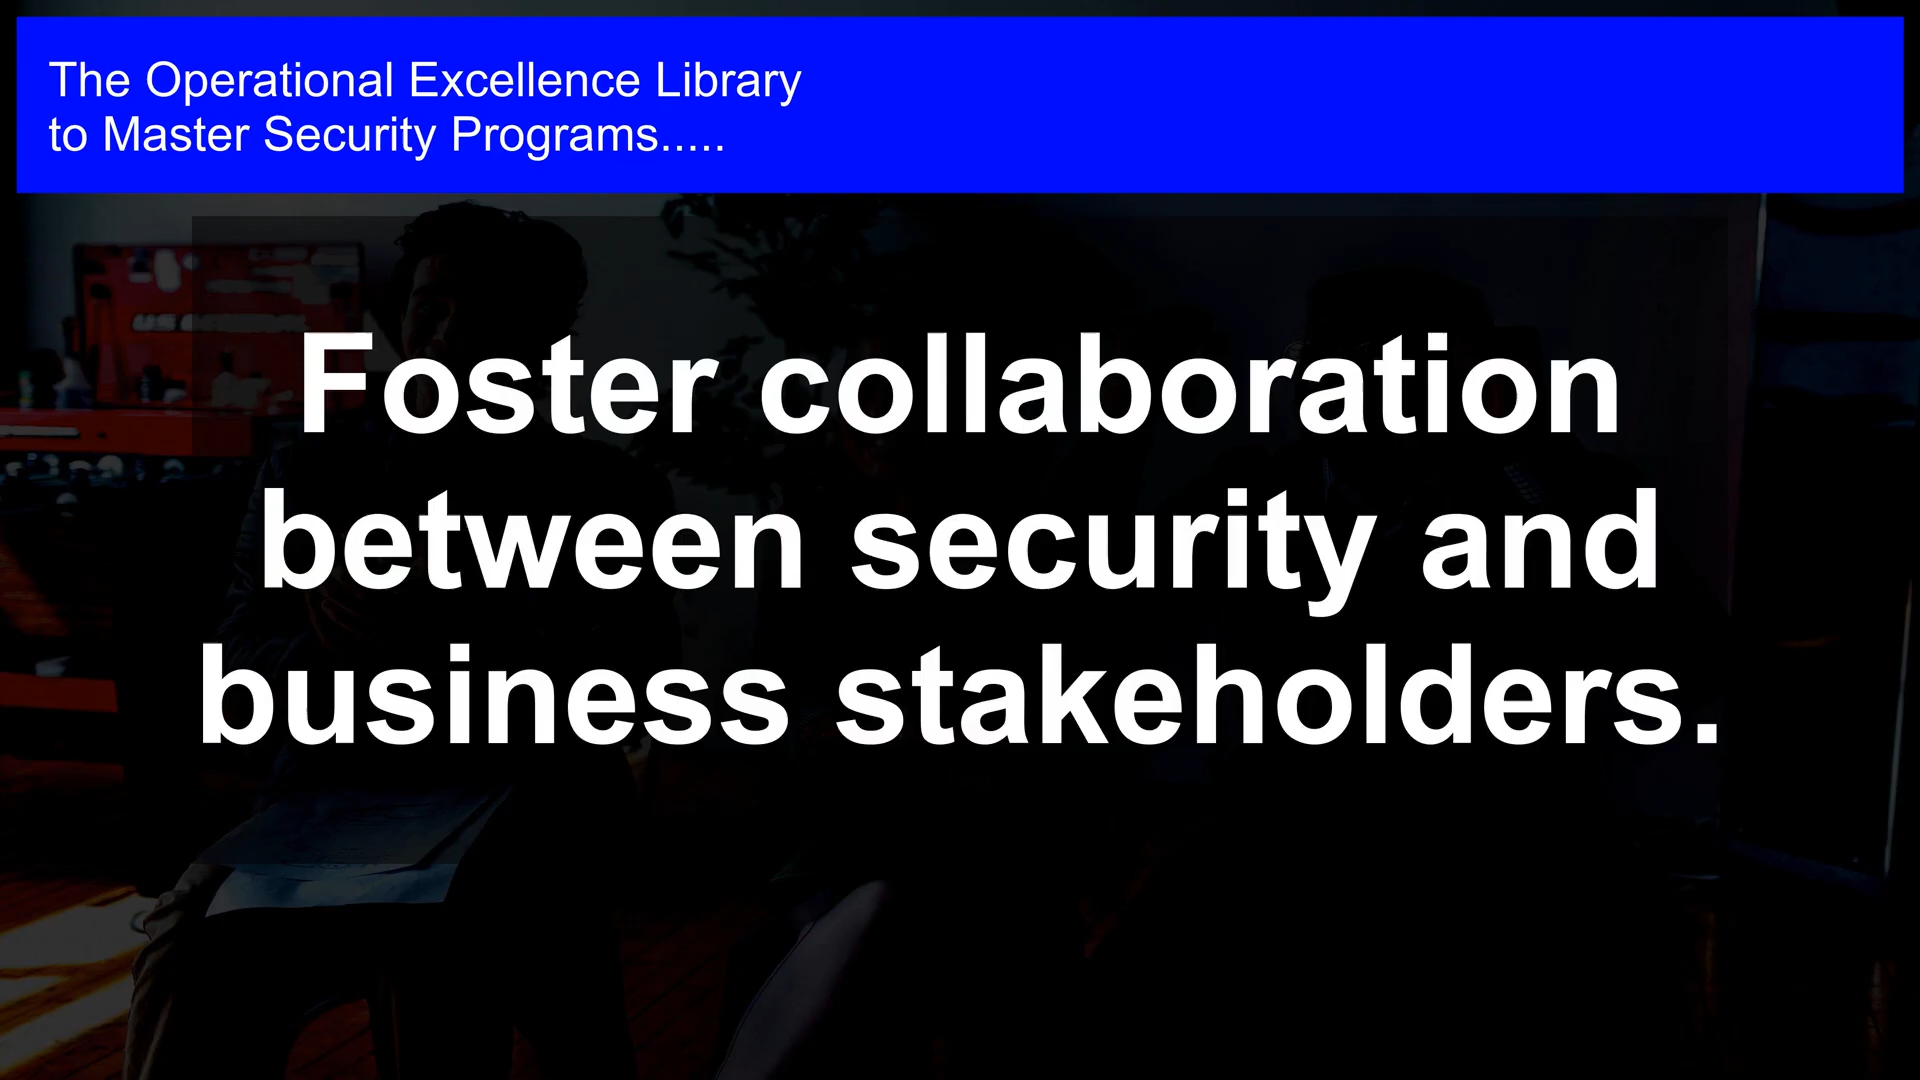 The Operational Excellence Library
to Master Security Programs.....
Foster collaboration
between security and
business stakeholders.